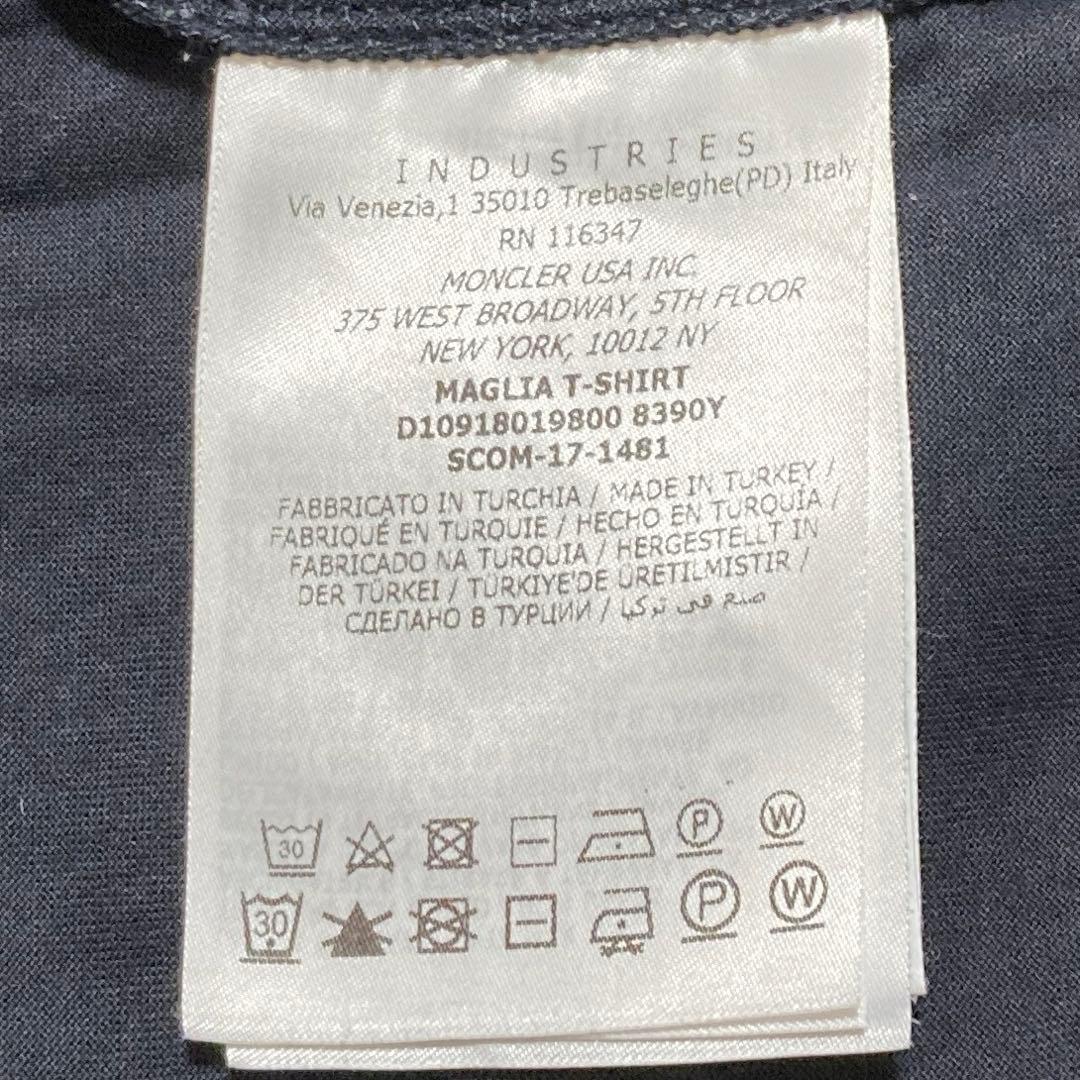 INDUSTRIES
Via Venezia,1 35010 Trebaseleghe(PD) Italy
RN 116347
MONCLER USA INC.
375 WEST BROADWAY, 5TH FLOOR
NEW YORK, 10012 NY
MAGLIA T-SHIRT
D10918019800 8390Y
SCOM-17-1481
FABBRICATO IN TURCHIA / MADE IN TURKEY /
FABRIQUÉ EN TURQUIE / HECHO EN TURQUÍA /
FABRICADO NA TURQUIA / HERGESTELLT IN
DER TÜRKEI / TÜRKIYE'DE ÜRETILMISTIR /
СДЕЛАНО В ТУРЦИИ / صنع في تركيا
30 P W
30 P W